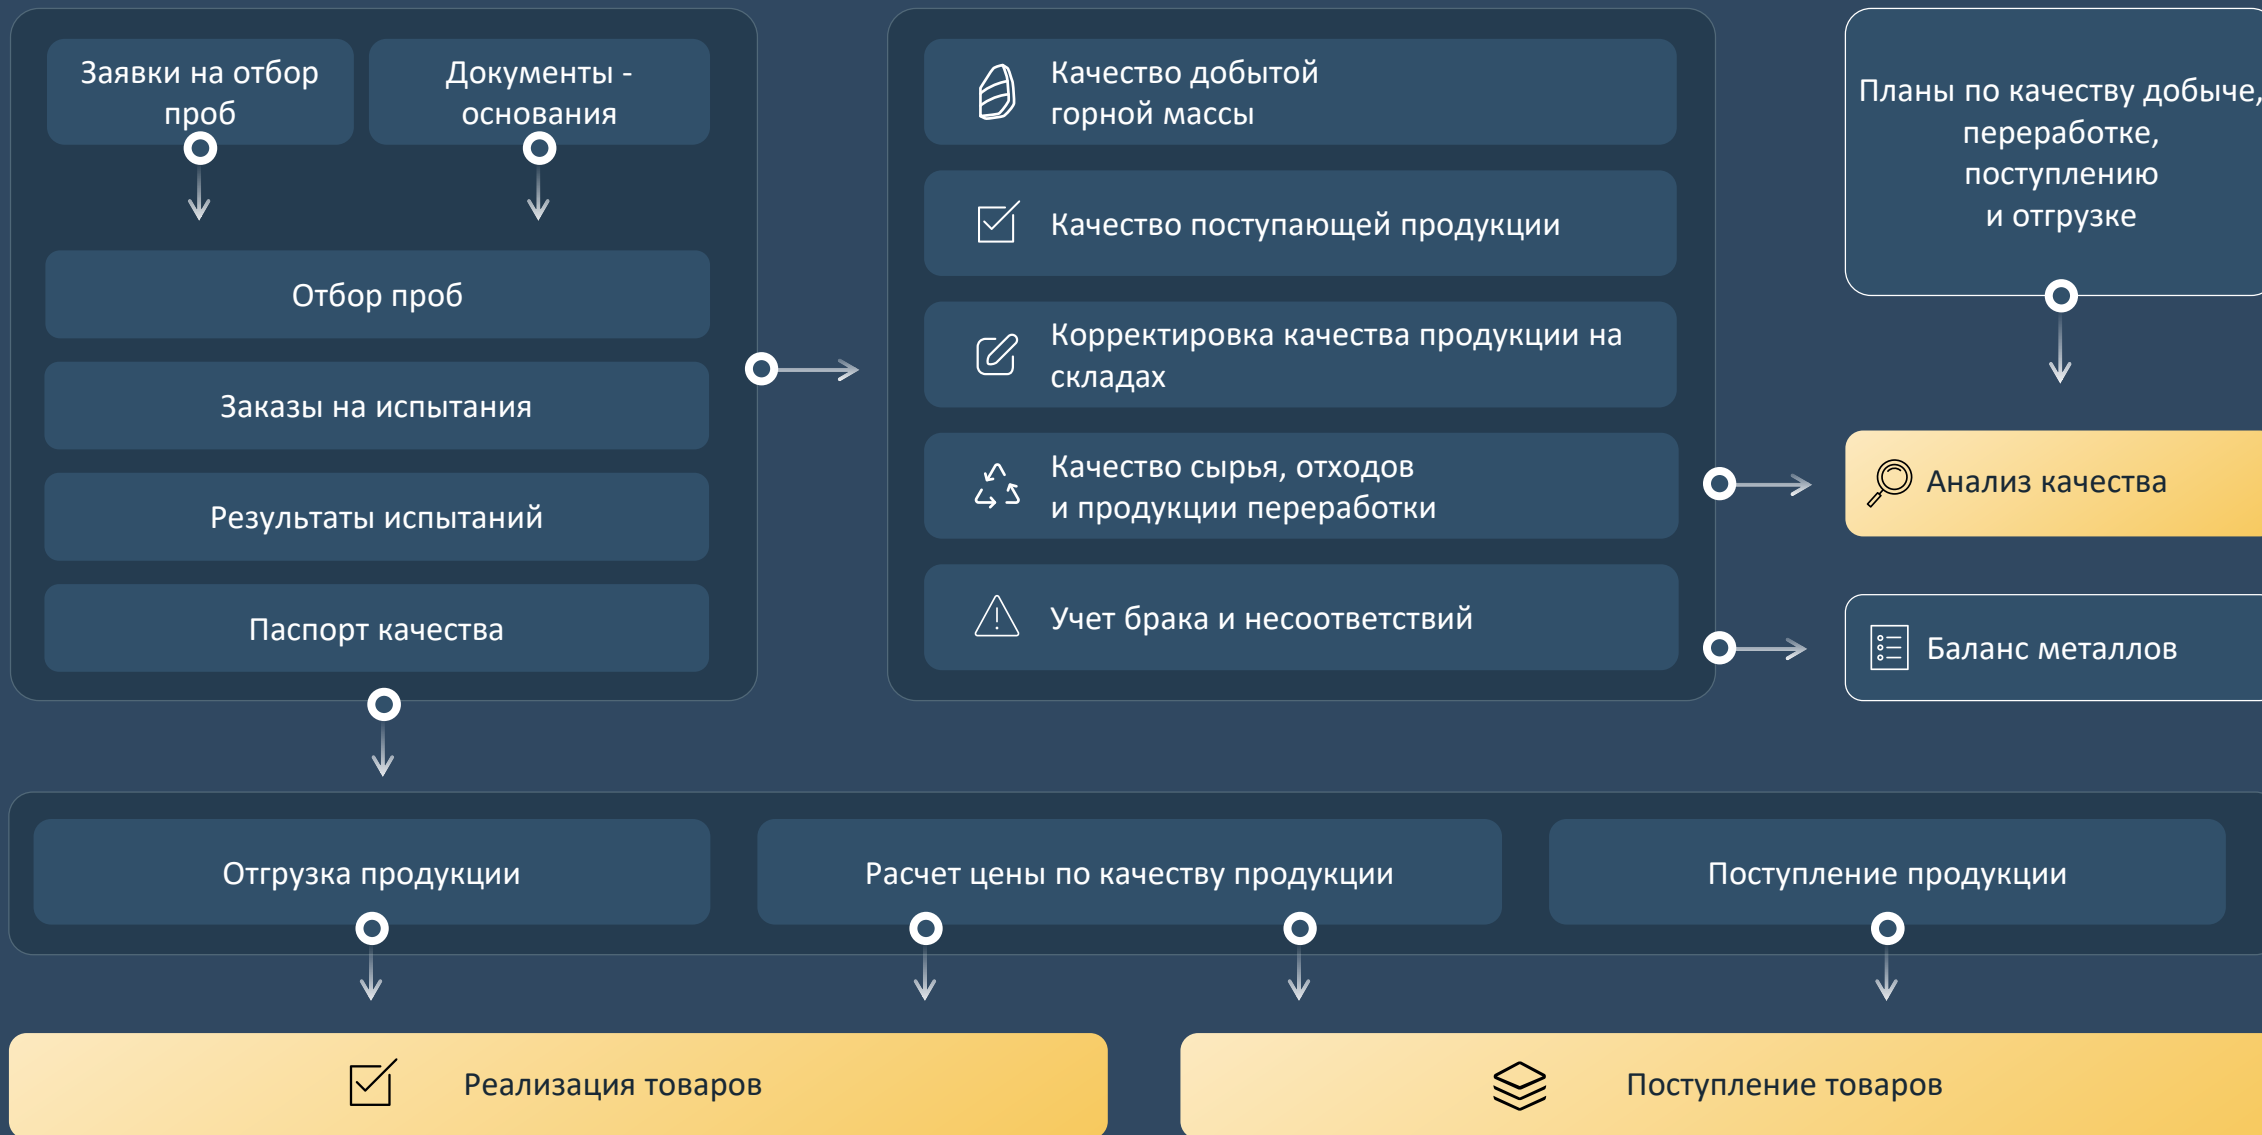 Заявки на отбор
проб
Документы -
основания
Отбор проб
Заказы на испытания
Результаты испытаний
Паспорт качества
Качество добытой
горной массы
Качество поступающей продукции
Корректировка качества продукции на
складах
Качество сырья, отходов
и продукции переработки
Учет брака и несоответствий
Планы по качеству добыче,
переработке,
поступлению
и отгрузке
Анализ качества
Баланс металлов
Отгрузка продукции
Расчет цены по качеству продукции
Поступление продукции
Реализация товаров
Поступление товаров